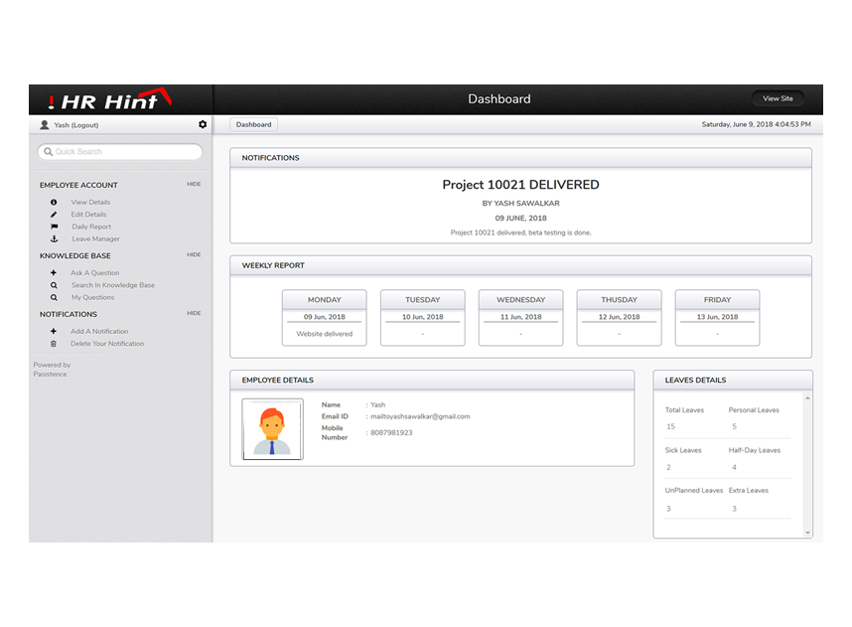 ! HR Hint
Dashboard
View Site
Yash (Logout)
Dashboard
Saturday, June 9, 2018 4:04:53 PM
Quick Search
EMPLOYEE ACCOUNT HIDE
View Details
Edit Details
Daily Report
Leave Manager
KNOWLEDGE BASE HIDE
Ask A Question
Search In Knowledge Base
My Questions
NOTIFICATIONS HIDE
Add A Notification
Delete Your Notification
Powered by
Pasistence
NOTIFICATIONS
Project 10021 DELIVERED
BY YASH SAWALKAR
09 JUNE, 2018
Project 10021 delivered, beta testing is done.
WEEKLY REPORT
MONDAY TUESDAY WEDNESDAY THUSDAY FRIDAY
09 Jun, 2018 10 Jun, 2018 11 Jun, 2018 12 Jun, 2018 13 Jun, 2018
Website delivered - - - -
EMPLOYEE DETAILS
Name : Yash
Email ID : mailtoyashsawalkar@gmail.com
Mobile
Number : 8087981923
LEAVES DETAILS
Total Leaves Personal Leaves
15 5
Sick Leaves Half-Day Leaves
2 4
UnPlanned Leaves Extra Leaves
3 3